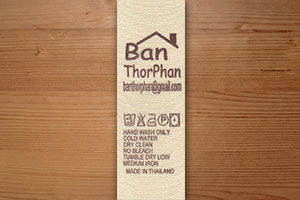 Ban
ThorPhan
banthorphan@gmail.com
HAND WASH ONLY
COLD WATER
DRY CLEAN
NO BLEACH
TUMBLE DRY LOW
MEDIUM IRON
MADE IN THAILAND